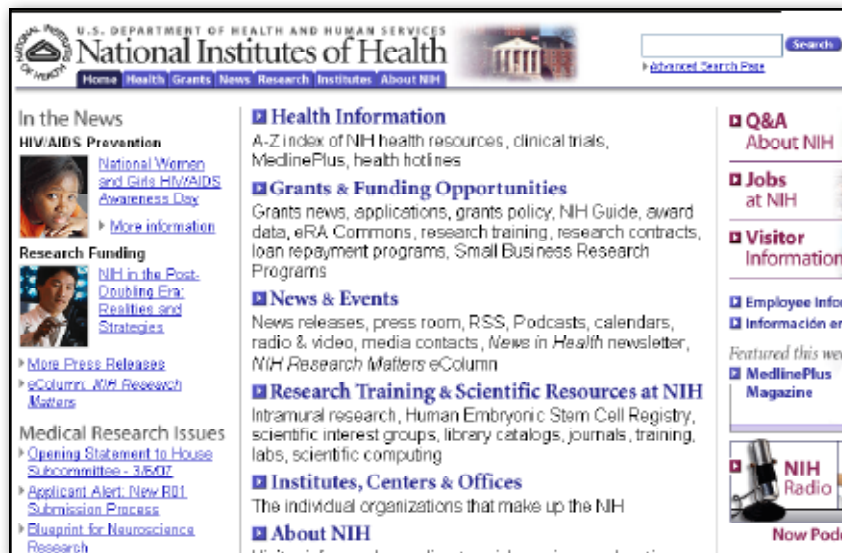 U.S. DEPARTMENT OF HEALTH AND HUMAN SERVICES
National Institutes of Health
NATIONAL INSTITUTES OF HEALTH
Search
Advanced Search Page
Home Health Grants News Research Institutes About NIH
In the News
HIV/AIDS Prevention
National Women
and Girls HIV/AIDS
Awareness Day
More information
Research Funding
NIH in the Post-
Doubling Era:
Realities and
Strategies
More Press Releases
eColumn: NIH Research
Matters
Medical Research Issues
Opening Statement to House
Subcommittee - 3/6/07
Applicant Alert: New R01
Submission Process
Blueprint for Neuroscience
Research
Health Information
A-Z index of NIH health resources, clinical trials,
MedlinePlus, health hotlines
Grants & Funding Opportunities
Grants news, applications, grants policy, NIH Guide, award
data, eRA Commons, research training, research contracts,
loan repayment programs, Small Business Research
Programs
News & Events
News releases, press room, RSS, Podcasts, calendars,
radio & video, media contacts, News in Health newsletter,
NIH Research Matters eColumn
Research Training & Scientific Resources at NIH
Intramural research, Human Embryonic Stem Cell Registry,
scientific interest groups, library catalogs, journals, training,
labs, scientific computing
Institutes, Centers & Offices
The individual organizations that make up the NIH
About NIH
Q&A
About NIH
Jobs
at NIH
Visitor
Information
Employee Info
Información en
Featured this we
MedlinePlus
Magazine
NIH
Radio
Now Pod